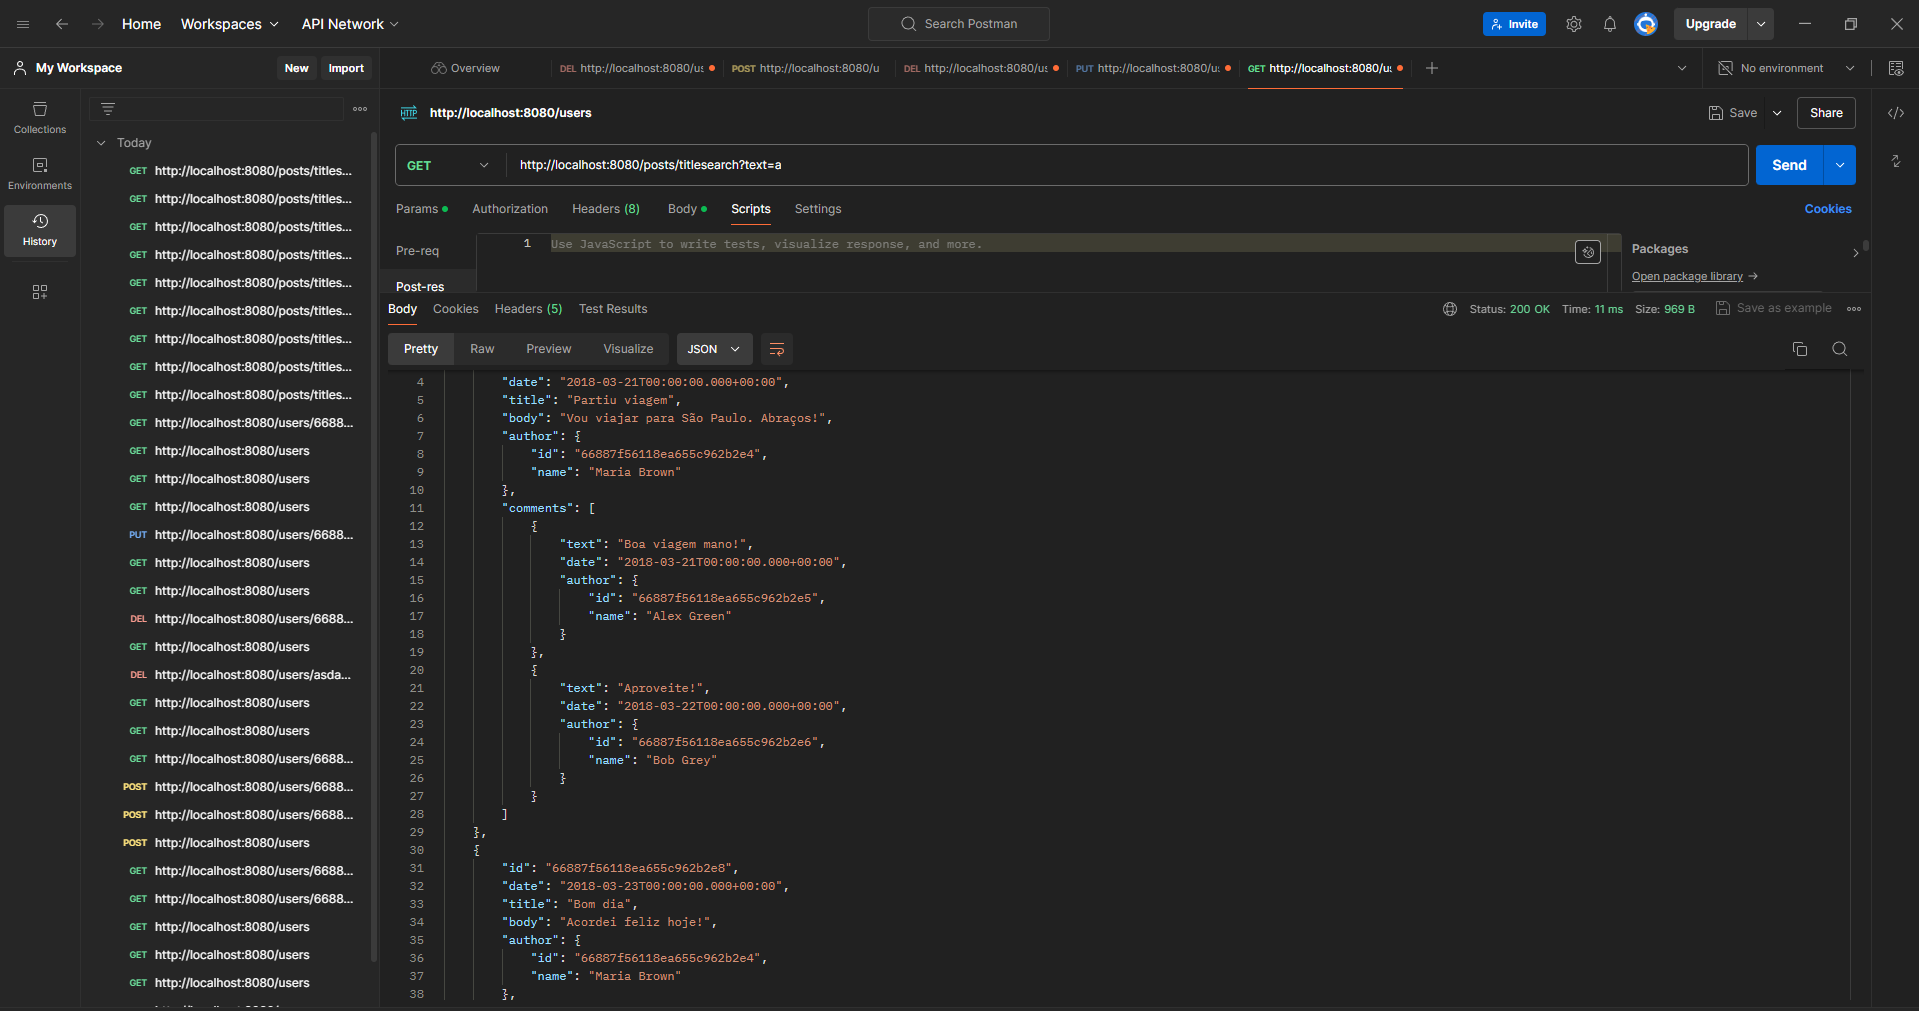 Home
Workspaces
API Network
Search Postman
Invite
Upgrade
My Workspace
New
Import
Overview
DEL http://localhost:8080/us
POST http://localhost:8080/u
DEL http://localhost:8080/us
PUT http://localhost:8080/us
GET http://localhost:8080/us
No environment
Collections
Environments
History
Today
GET http://localhost:8080/posts/titles...
GET http://localhost:8080/posts/titles...
GET http://localhost:8080/posts/titles...
GET http://localhost:8080/posts/titles...
GET http://localhost:8080/posts/titles...
GET http://localhost:8080/posts/titles...
GET http://localhost:8080/posts/titles...
GET http://localhost:8080/posts/titles...
GET http://localhost:8080/posts/titles...
GET http://localhost:8080/users/6688...
GET http://localhost:8080/users
GET http://localhost:8080/users
GET http://localhost:8080/users
PUT http://localhost:8080/users/6688...
GET http://localhost:8080/users
GET http://localhost:8080/users
DEL http://localhost:8080/users/6688...
GET http://localhost:8080/users
DEL http://localhost:8080/users/asda...
GET http://localhost:8080/users
GET http://localhost:8080/users
GET http://localhost:8080/users/6688...
POST http://localhost:8080/users/6688...
POST http://localhost:8080/users/6688...
POST http://localhost:8080/users
GET http://localhost:8080/users/6688...
GET http://localhost:8080/users/6688...
GET http://localhost:8080/users
GET http://localhost:8080/users
GET http://localhost:8080/users
HTTP http://localhost:8080/users
Save
Share
GET
http://localhost:8080/posts/titlesearch?text=a
Send
Params
Authorization
Headers (8)
Body
Scripts
Settings
Cookies
Pre-req
Post-res
1 Use JavaScript to write tests, visualize response, and more.
Packages
Open package library →
Body
Cookies
Headers (5)
Test Results
Status: 200 OK
Time: 11 ms
Size: 969 B
Save as example
Pretty
Raw
Preview
Visualize
JSON
4 "date": "2018-03-21T00:00:00.000+00:00",
5 "title": "Partiu viagem",
6 "body": "Vou viajar para São Paulo. Abraços!",
7 "author": {
8 "id": "66887f56118ea655c962b2e4",
9 "name": "Maria Brown"
10 },
11 "comments": [
12 {
13 "text": "Boa viagem mano!",
14 "date": "2018-03-21T00:00:00.000+00:00",
15 "author": {
16 "id": "66887f56118ea655c962b2e5",
17 "name": "Alex Green"
18 }
19 },
20 {
21 "text": "Aproveite!",
22 "date": "2018-03-22T00:00:00.000+00:00",
23 "author": {
24 "id": "66887f56118ea655c962b2e6",
25 "name": "Bob Grey"
26 }
27 }
28 ]
29 },
30 {
31 "id": "66887f56118ea655c962b2e8",
32 "date": "2018-03-23T00:00:00.000+00:00",
33 "title": "Bom dia",
34 "body": "Acordei feliz hoje!",
35 "author": {
36 "id": "66887f56118ea655c962b2e4",
37 "name": "Maria Brown"
38 },